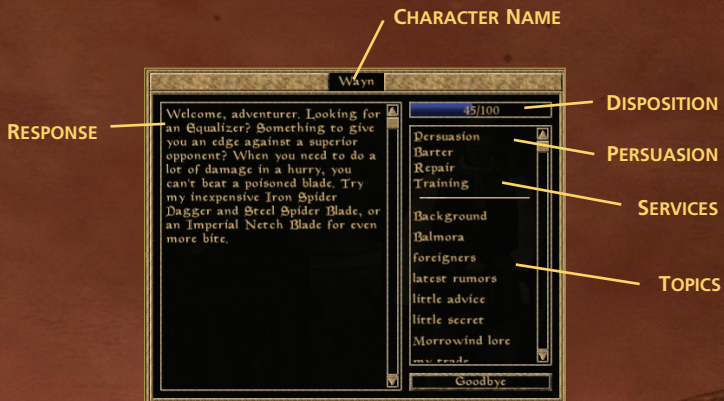 CHARACTER NAME
Wayn
RESPONSE
Welcome, adventurer. Looking for
an Equalizer? Something to give
you an edge against a superior
opponent? When you need to do a
lot of damage in a hurry, you
can't beat a poisoned blade. Try
my inexpensive Iron Spider
Dagger and Steel Spider Blade, or
an Imperial Netch Blade for even
more bite.
45/100
DISPOSITION
Persuasion
PERSUASION
Barter
Repair
Training
SERVICES
Background
Balmora
foreigners
latest rumors
TOPICS
little advice
little secret
Morrowind lore
my trade
Goodbye